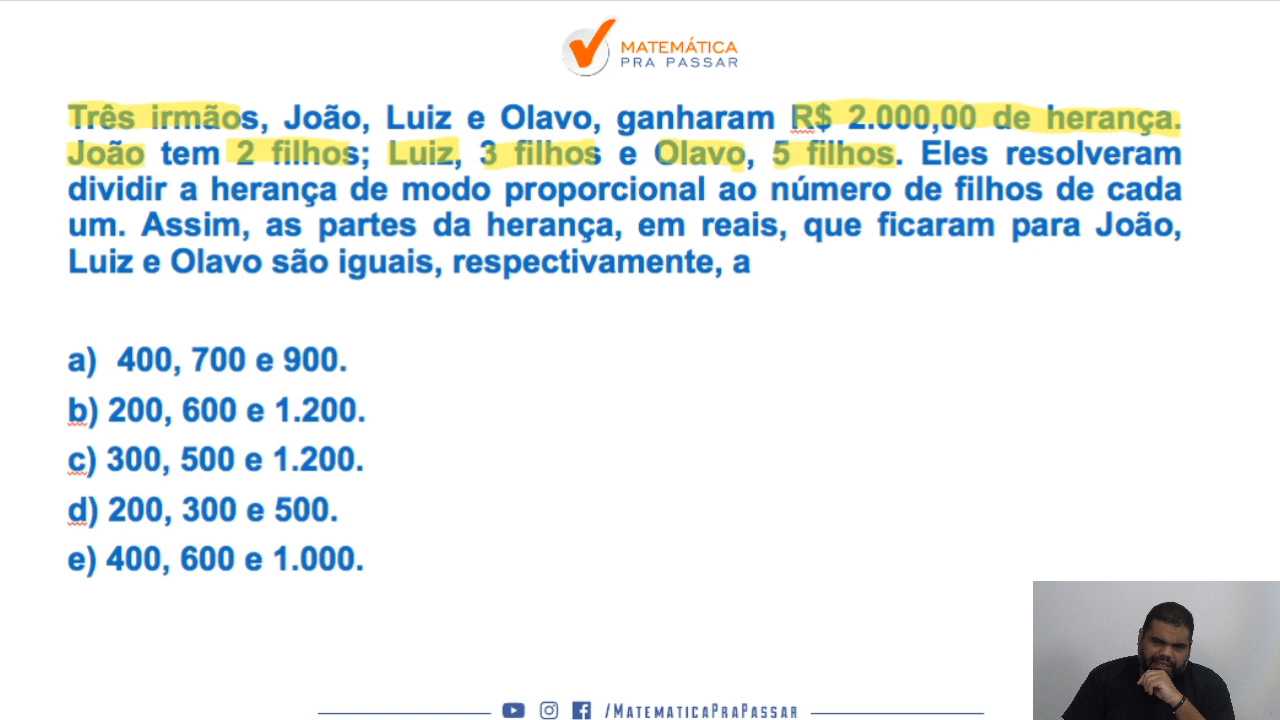 MATEMÁTICA
PRA PASSAR
Três irmãos, João, Luiz e Olavo, ganharam R$ 2.000,00 de herança.
João tem 2 filhos; Luiz, 3 filhos e Olavo, 5 filhos. Eles resolveram
dividir a herança de modo proporcional ao número de filhos de cada
um. Assim, as partes da herança, em reais, que ficaram para João,
Luiz e Olavo são iguais, respectivamente, a
a) 400, 700 e 900.
b) 200, 600 e 1.200.
c) 300, 500 e 1.200.
d) 200, 300 e 500.
e) 400, 600 e 1.000.
/MATEMATICAPRAPASSAR